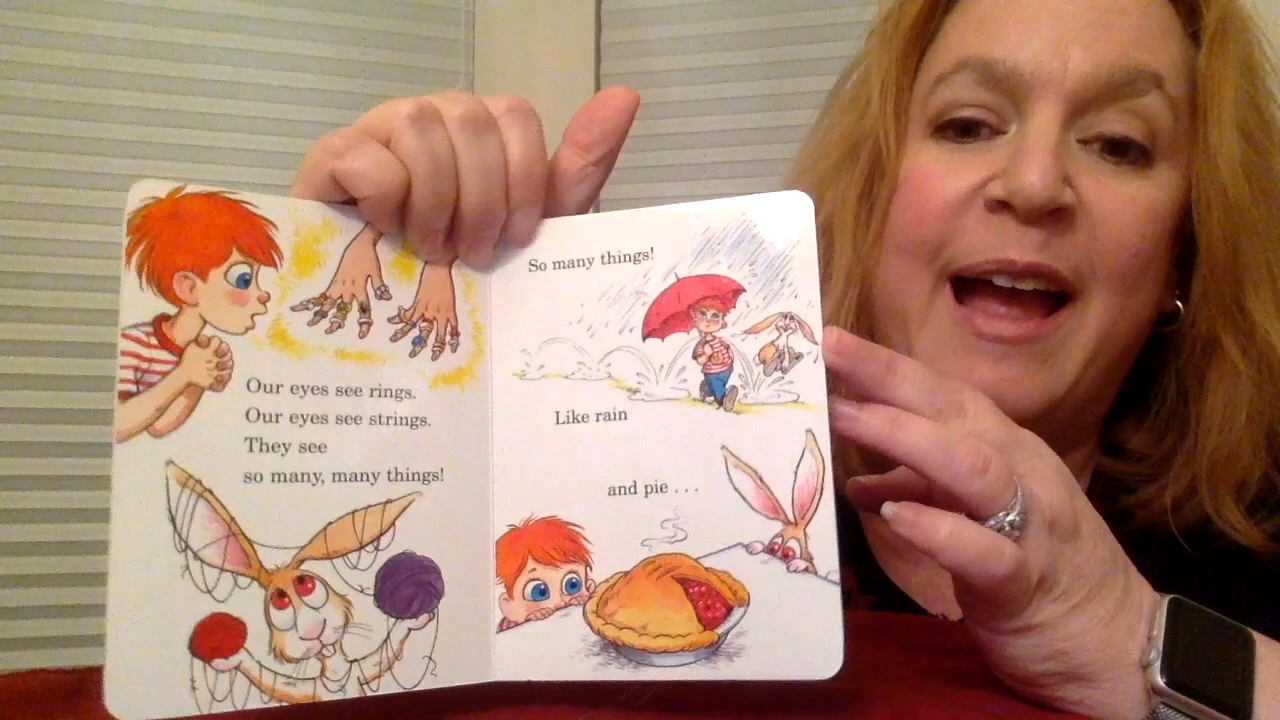 Our eyes see rings.
Our eyes see strings.
They see
so many, many things!
So many things!
Like rain
and pie . . .